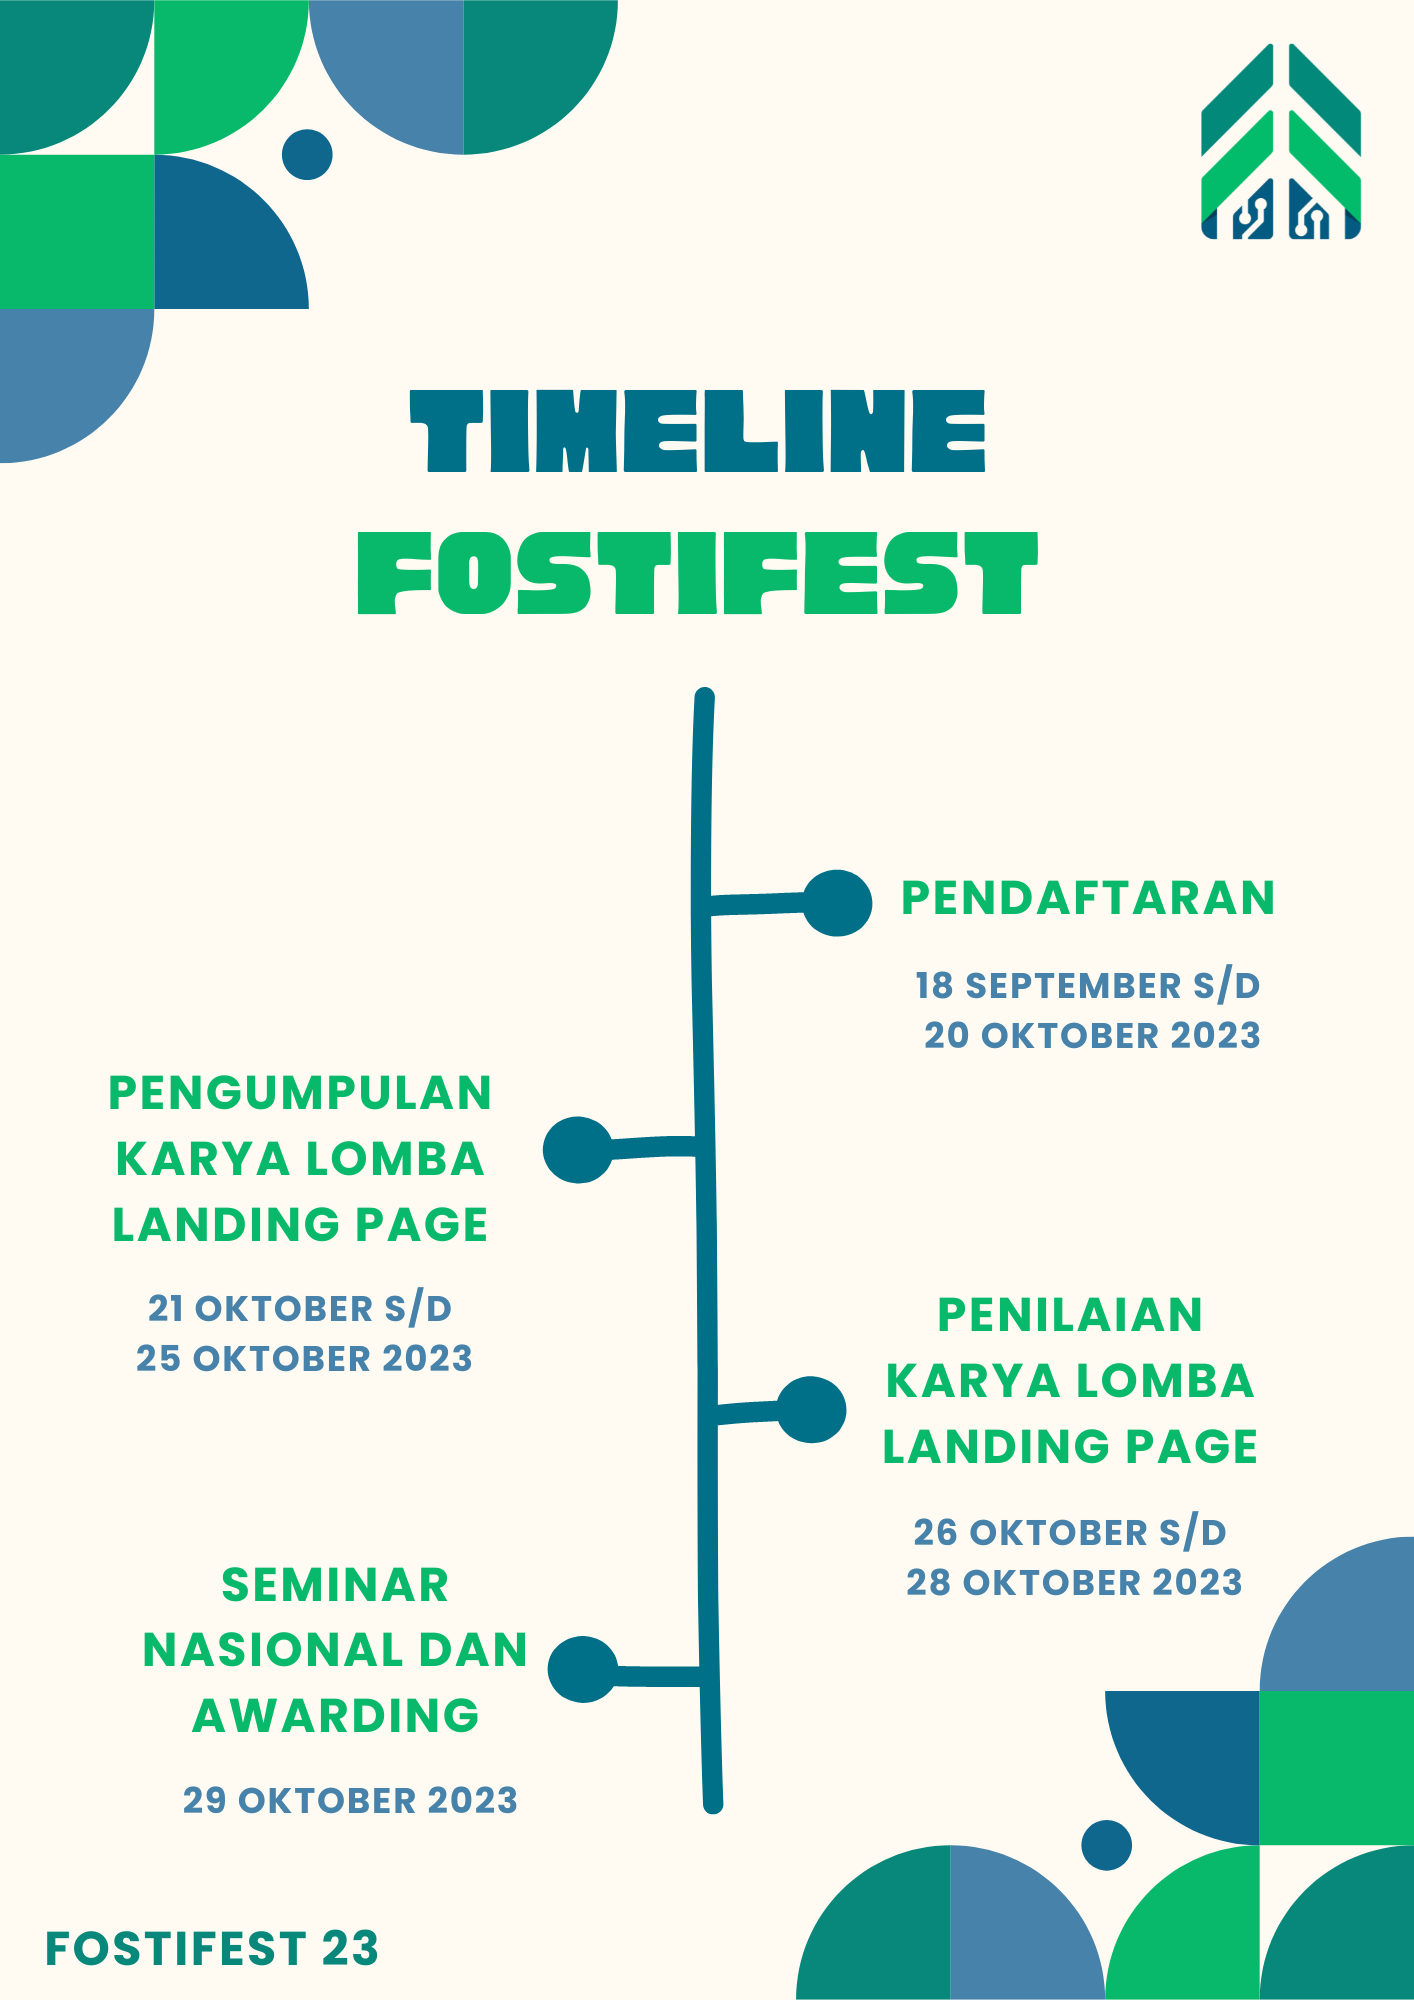 TIMELINE
FOSTIFEST
PENDAFTARAN
18 SEPTEMBER S/D
20 OKTOBER 2023
PENGUMPULAN
KARYA LOMBA
LANDING PAGE
21 OKTOBER S/D
25 OKTOBER 2023
PENILAIAN
KARYA LOMBA
LANDING PAGE
26 OKTOBER S/D
28 OKTOBER 2023
SEMINAR
NASIONAL DAN
AWARDING
29 OKTOBER 2023
FOSTIFEST 23